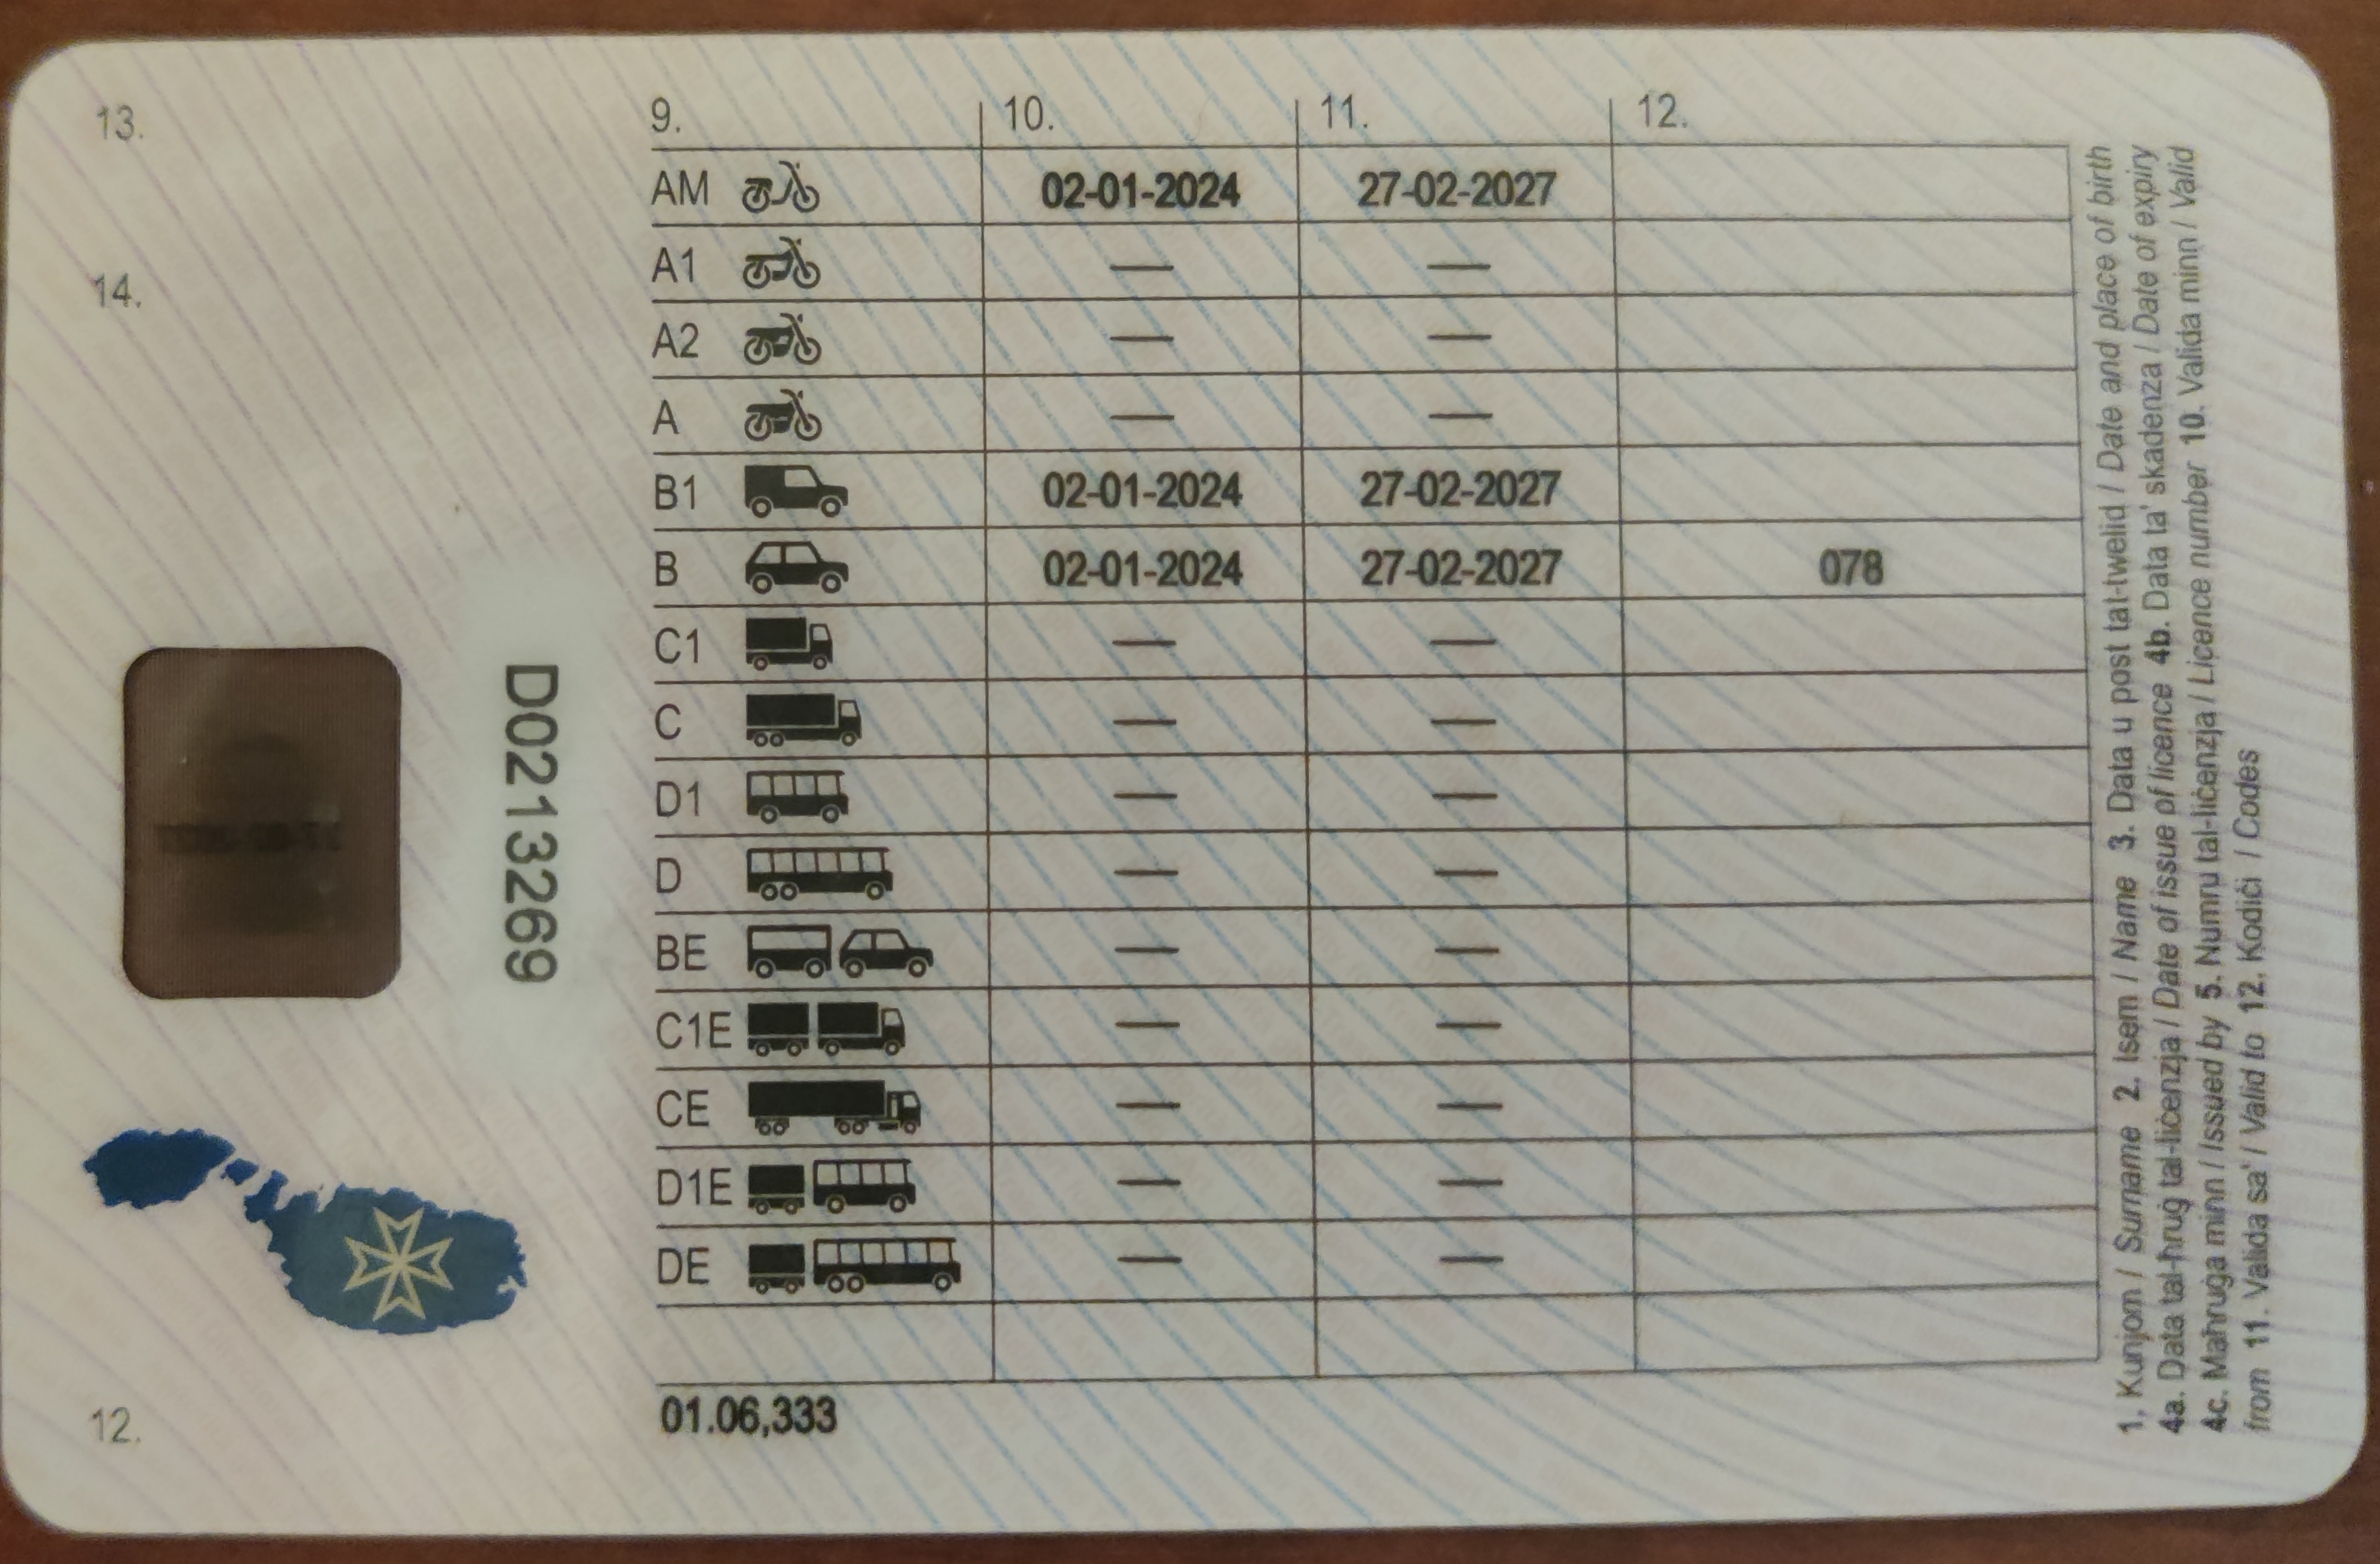 13.
14.
D0213269
12.
9. 10. 11. 12.
AM 02-01-2024 27-02-2027
A1 — —
A2 — —
A — —
B1 02-01-2024 27-02-2027
B 02-01-2024 27-02-2027 078
C1 — —
C — —
D1 — —
D — —
BE — —
C1E — —
CE — —
D1E — —
DE — —
01.06,333
1. Kunjom / Surname 2. Isem / Name 3. Data u post tat-twelid / Date and place of birth
4a. Data tal-ħruġ tal-liċenzja / Date of issue of licence 4b. Data ta' skadenza / Date of expiry
4c. Maħruġa minn / Issued by 5. Numru tal-liċenzja / Licence number 10. Valida minn / Valid
from 11. Valida sa' / Valid to 12. Kodiċi / Codes